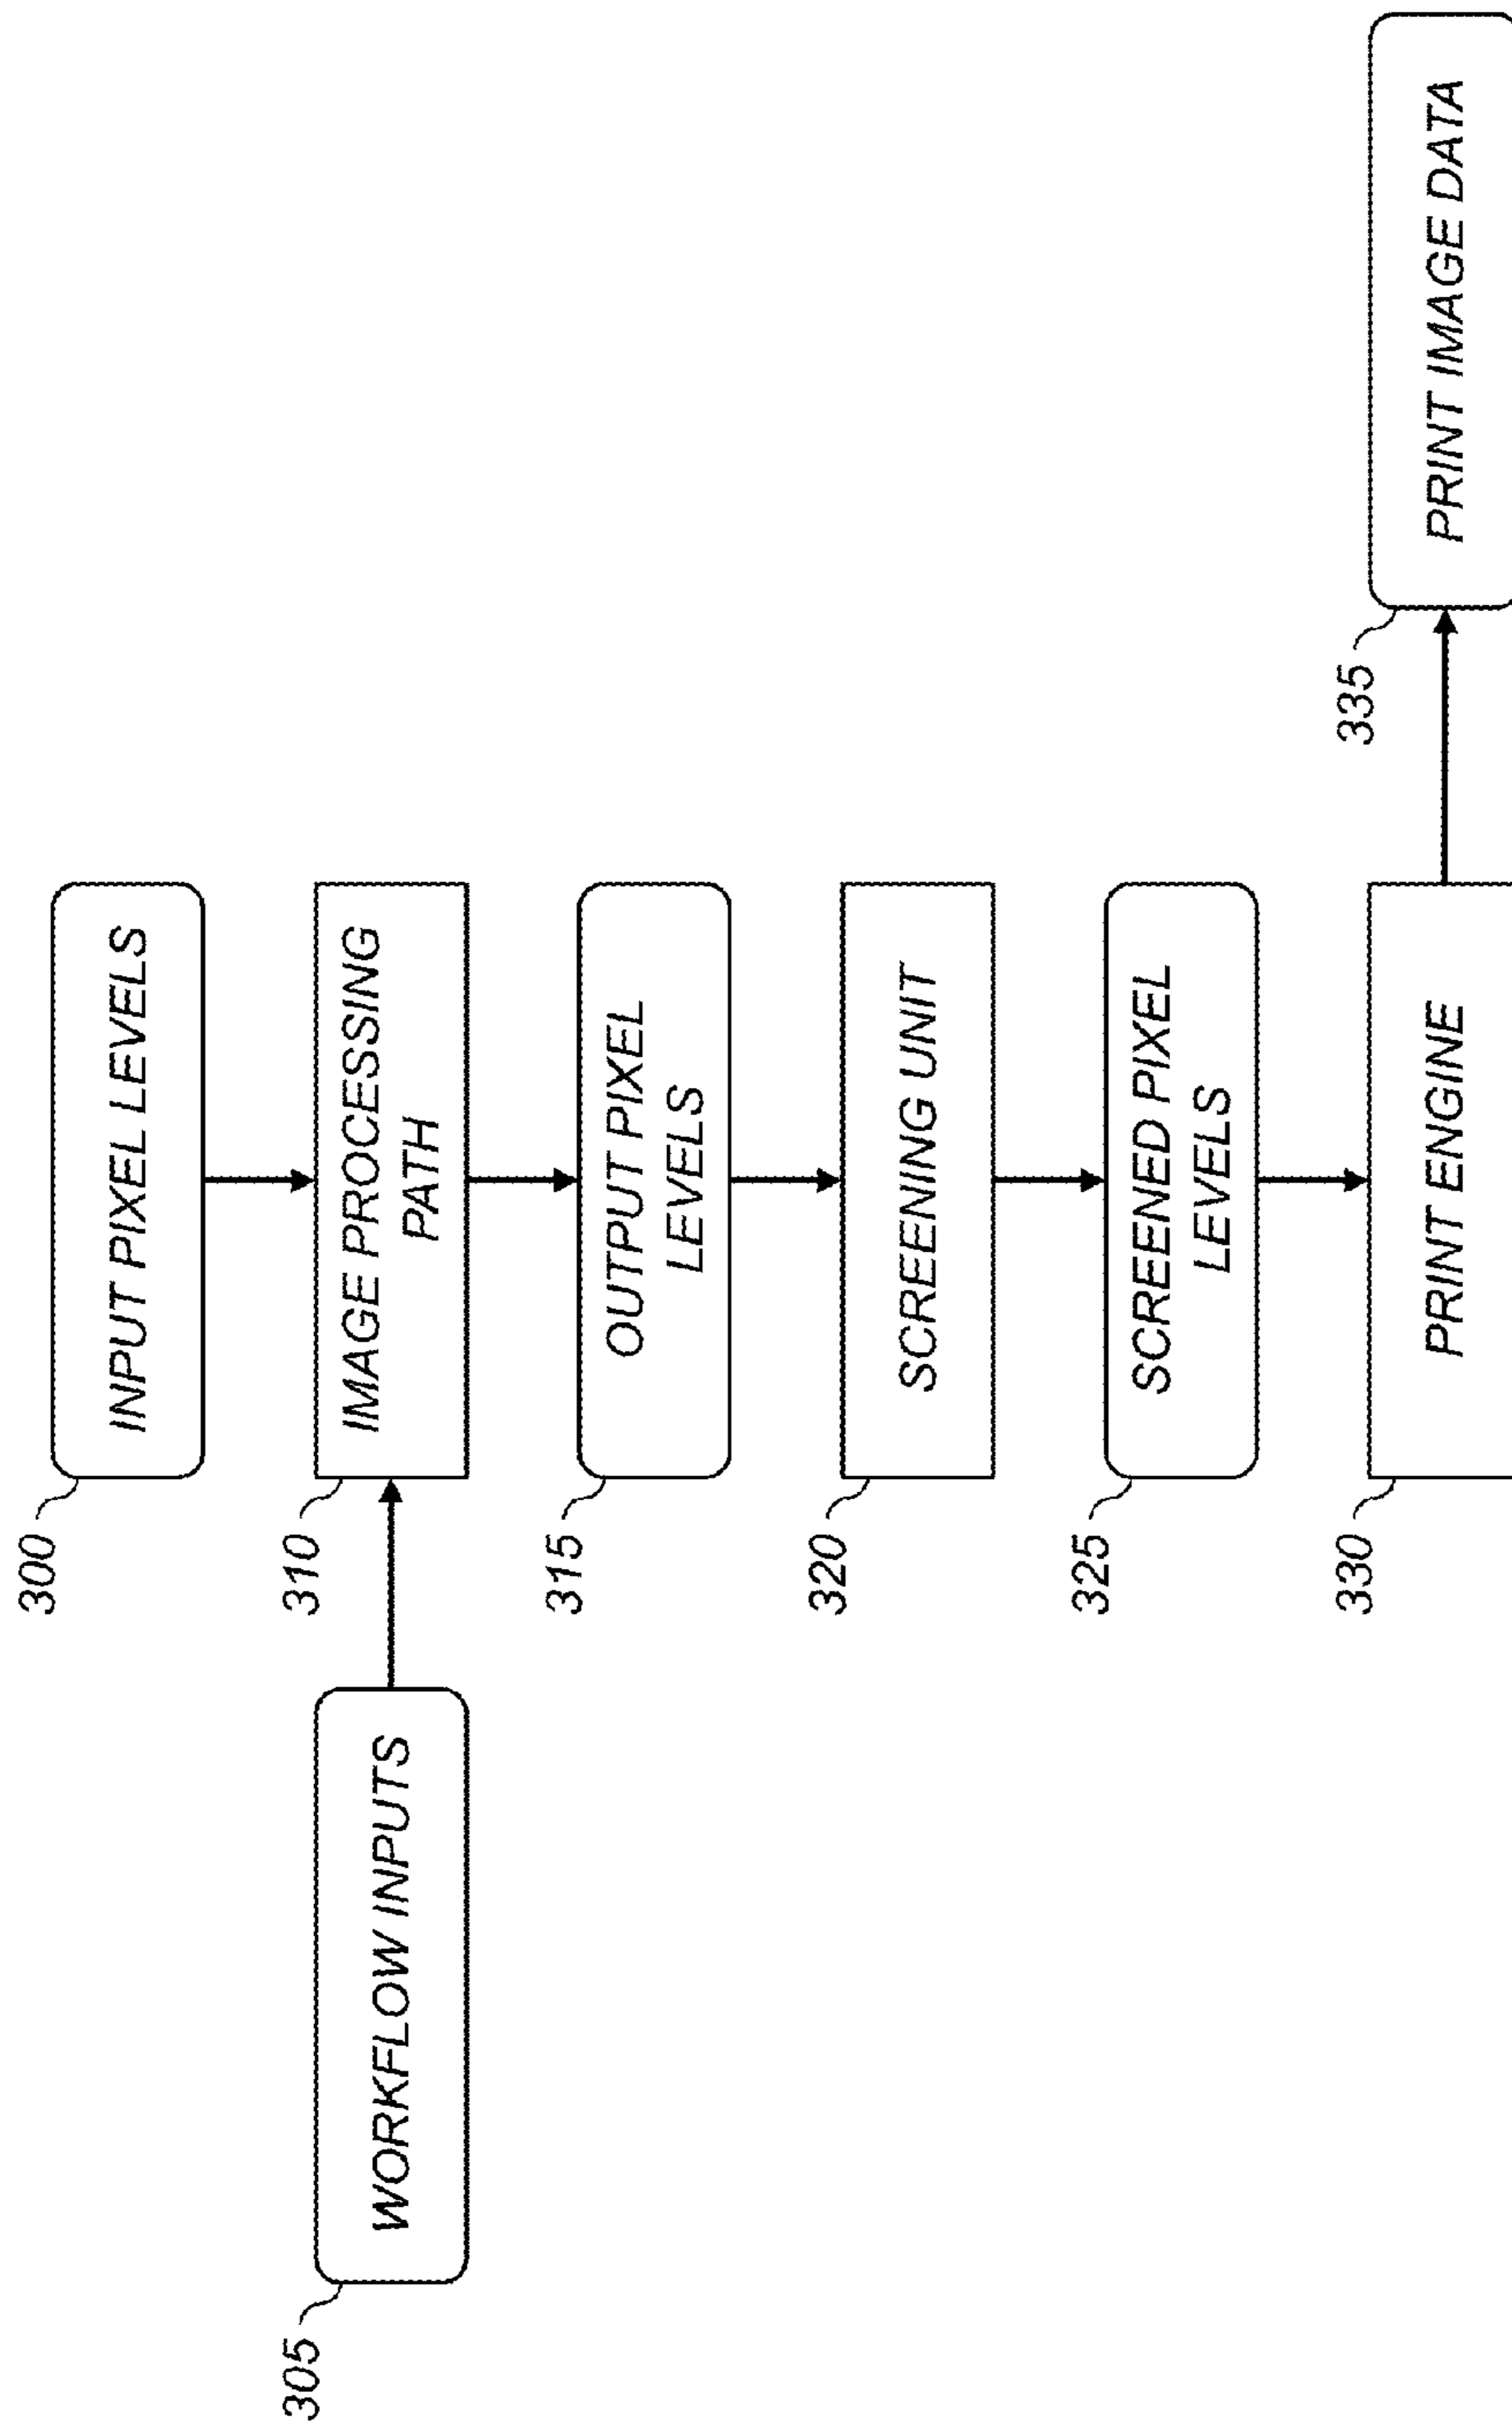 300
INPUT PIXEL LEVELS
305
WORKFLOW INPUTS
310
IMAGE PROCESSING
PATH
315
OUTPUT PIXEL
LEVELS
320
SCREENING UNIT
325
SCREENED PIXEL
LEVELS
330
PRINT ENGINE
335
PRINT IMAGE DATA